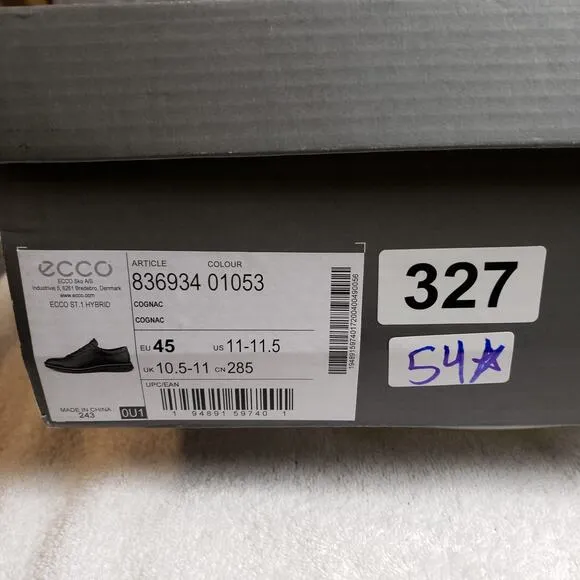 ecco
ECCO Sko A/S
Industrivej 5, 6261 Bredebro, Denmark
www.ecco.com
ECCO ST.1 HYBRID
MADE IN CHINA
243
0U1
ARTICLE COLOUR
836934 01053
COGNAC
COGNAC
EU 45 US 11-11.5
UK 10.5-11 CN 285
UPC/EAN
1 94891 59740 1
1948915974017200400490056
327
54